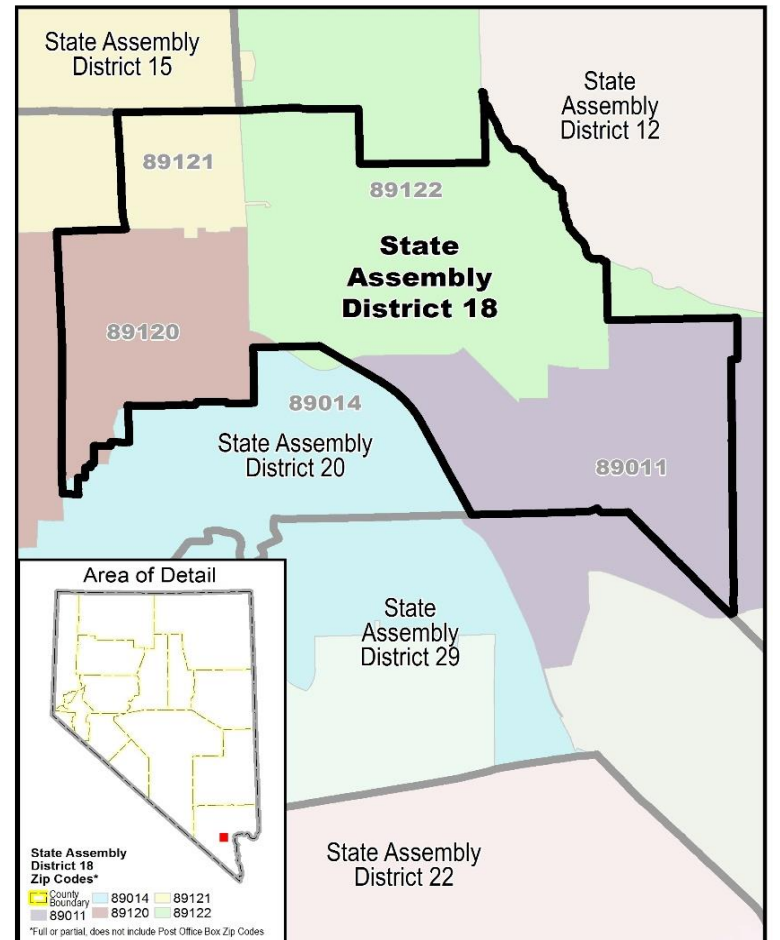 State Assembly
District 15
State
Assembly
District 12
89121
89122
State
Assembly
District 18
89120
89014
State Assembly
District 20
89011
Area of Detail
State
Assembly
District 29
State Assembly
District 18
Zip Codes*
County
Boundary
89014
89121
89011
89120
89122
*Full or partial, does not include Post Office Box Zip Codes
State Assembly
District 22